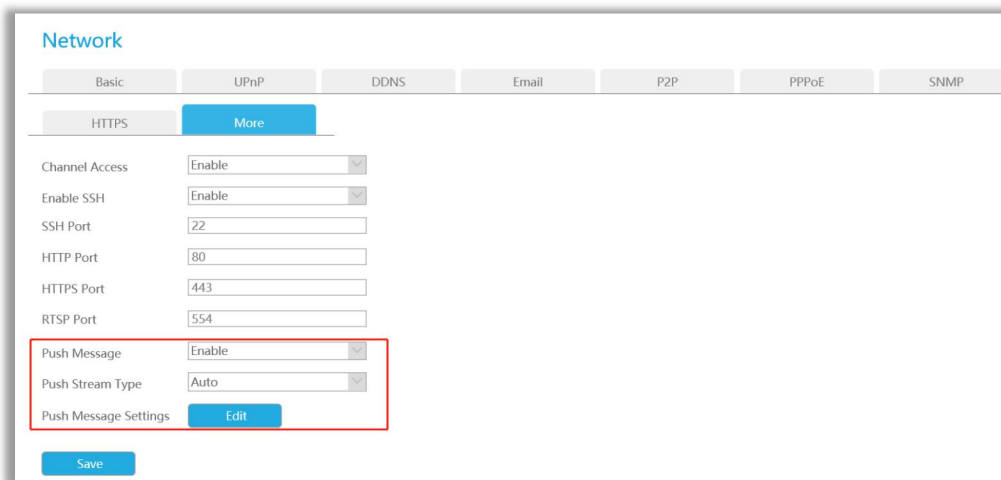 Network
Basic UPnP DDNS Email P2P PPPoE SNMP
HTTPS More
Channel Access Enable
Enable SSH Enable
SSH Port 22
HTTP Port 80
HTTPS Port 443
RTSP Port 554
Push Message Enable
Push Stream Type Auto
Push Message Settings Edit
Save